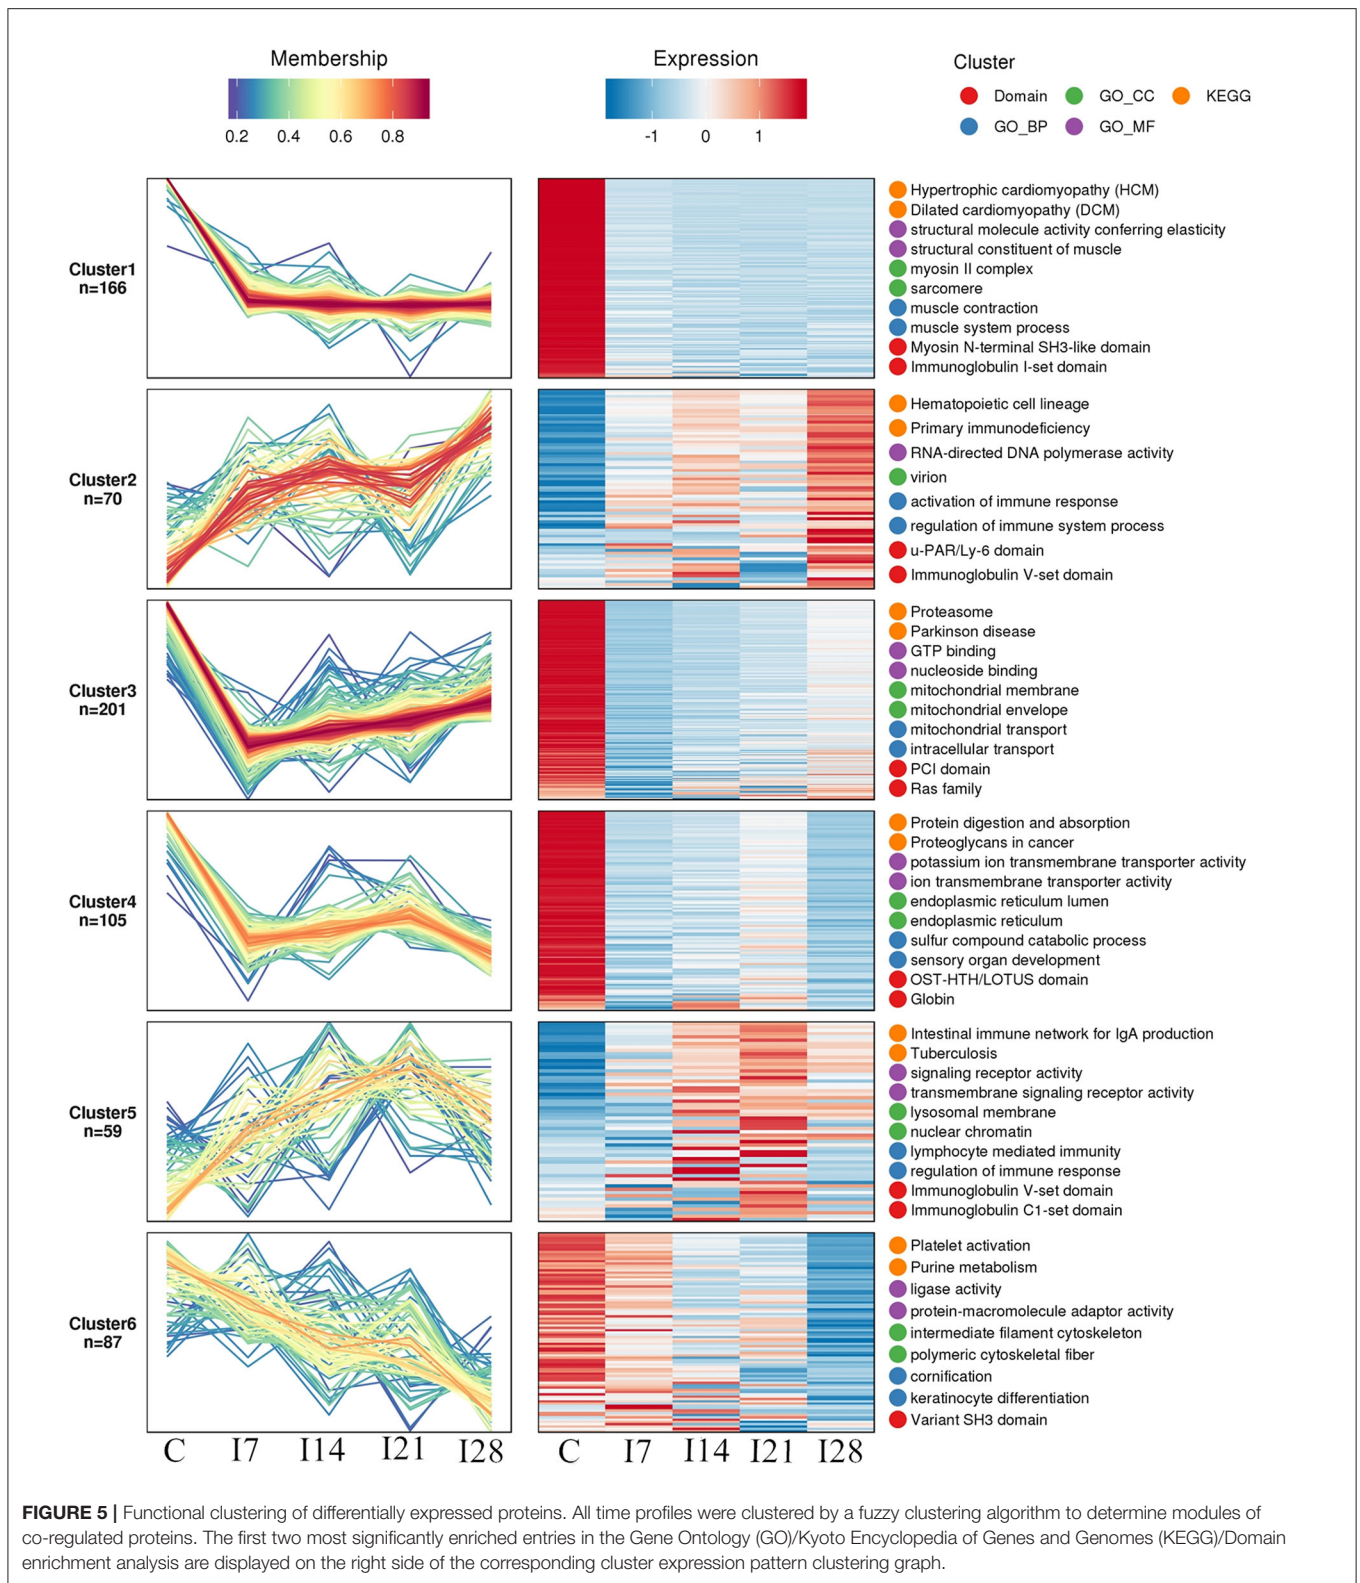 Membership
0.2 0.4 0.6 0.8
Expression
-1 0 1
Cluster
Domain GO_CC KEGG
GO_BP GO_MF
Cluster1
n=166
Hypertrophic cardiomyopathy (HCM)
Dilated cardiomyopathy (DCM)
structural molecule activity conferring elasticity
structural constituent of muscle
myosin II complex
sarcomere
muscle contraction
muscle system process
Myosin N-terminal SH3-like domain
Immunoglobulin I-set domain
Cluster2
n=70
Hematopoietic cell lineage
Primary immunodeficiency
RNA-directed DNA polymerase activity
virion
activation of immune response
regulation of immune system process
u-PAR/Ly-6 domain
Immunoglobulin V-set domain
Cluster3
n=201
Proteasome
Parkinson disease
GTP binding
nucleoside binding
mitochondrial membrane
mitochondrial envelope
mitochondrial transport
intracellular transport
PCI domain
Ras family
Cluster4
n=105
Protein digestion and absorption
Proteoglycans in cancer
potassium ion transmembrane transporter activity
ion transmembrane transporter activity
endoplasmic reticulum lumen
endoplasmic reticulum
sulfur compound catabolic process
sensory organ development
OST-HTH/LOTUS domain
Globin
Cluster5
n=59
Intestinal immune network for IgA production
Tuberculosis
signaling receptor activity
transmembrane signaling receptor activity
lysosomal membrane
nuclear chromatin
lymphocyte mediated immunity
regulation of immune response
Immunoglobulin V-set domain
Immunoglobulin C1-set domain
Cluster6
n=87
Platelet activation
Purine metabolism
ligase activity
protein-macromolecule adaptor activity
intermediate filament cytoskeleton
polymeric cytoskeletal fiber
cornification
keratinocyte differentiation
Variant SH3 domain
C I7 I14 I21 I28
C I7 I14 I21 I28
FIGURE 5 | Functional clustering of differentially expressed proteins. All time profiles were clustered by a fuzzy clustering algorithm to determine modules of
co-regulated proteins. The first two most significantly enriched entries in the Gene Ontology (GO)/Kyoto Encyclopedia of Genes and Genomes (KEGG)/Domain
enrichment analysis are displayed on the right side of the corresponding cluster expression pattern clustering graph.